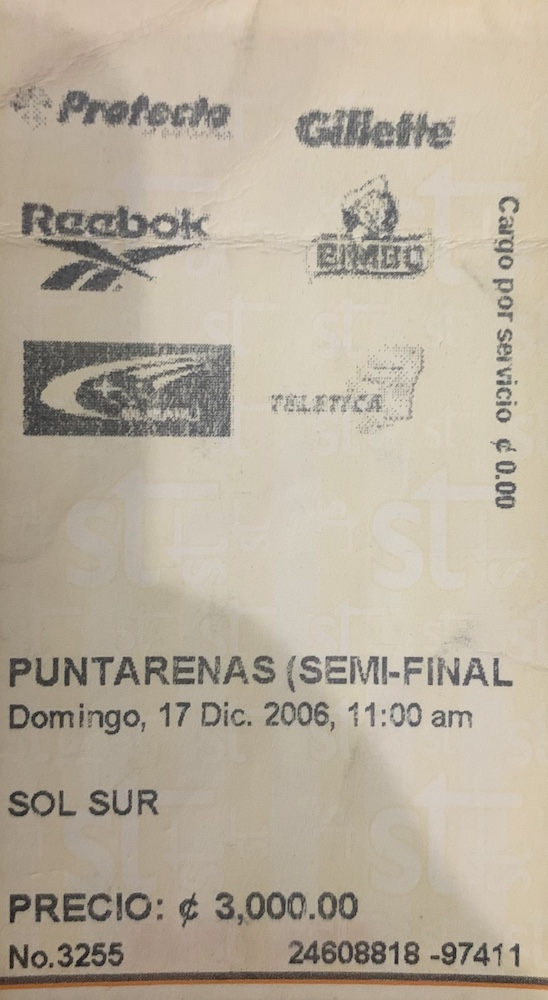 Protecto
Gillette
Reebok
BIMBO
TELETICA
Cargo por servicio ₡ 0.00
PUNTARENAS (SEMI-FINAL
Domingo, 17 Dic. 2006, 11:00 am
SOL SUR
PRECIO: ₡ 3,000.00
No.3255 24608818 -97411